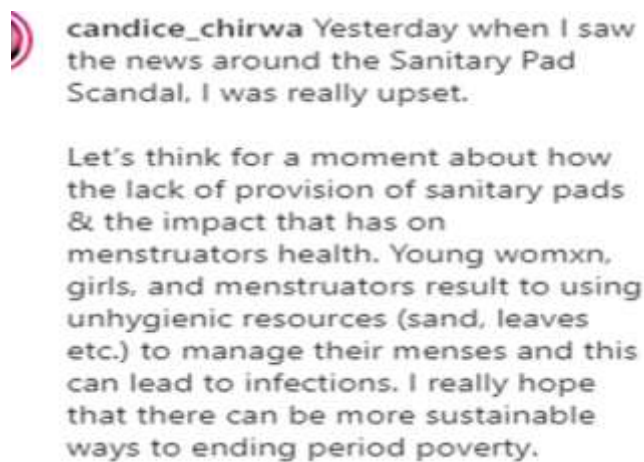 candice_chirwa Yesterday when I saw
the news around the Sanitary Pad
Scandal, I was really upset.
Let's think for a moment about how
the lack of provision of sanitary pads
& the impact that has on
menstruators health. Young womxn,
girls, and menstruators result to using
unhygienic resources (sand, leaves
etc.) to manage their menses and this
can lead to infections. I really hope
that there can be more sustainable
ways to ending period poverty.